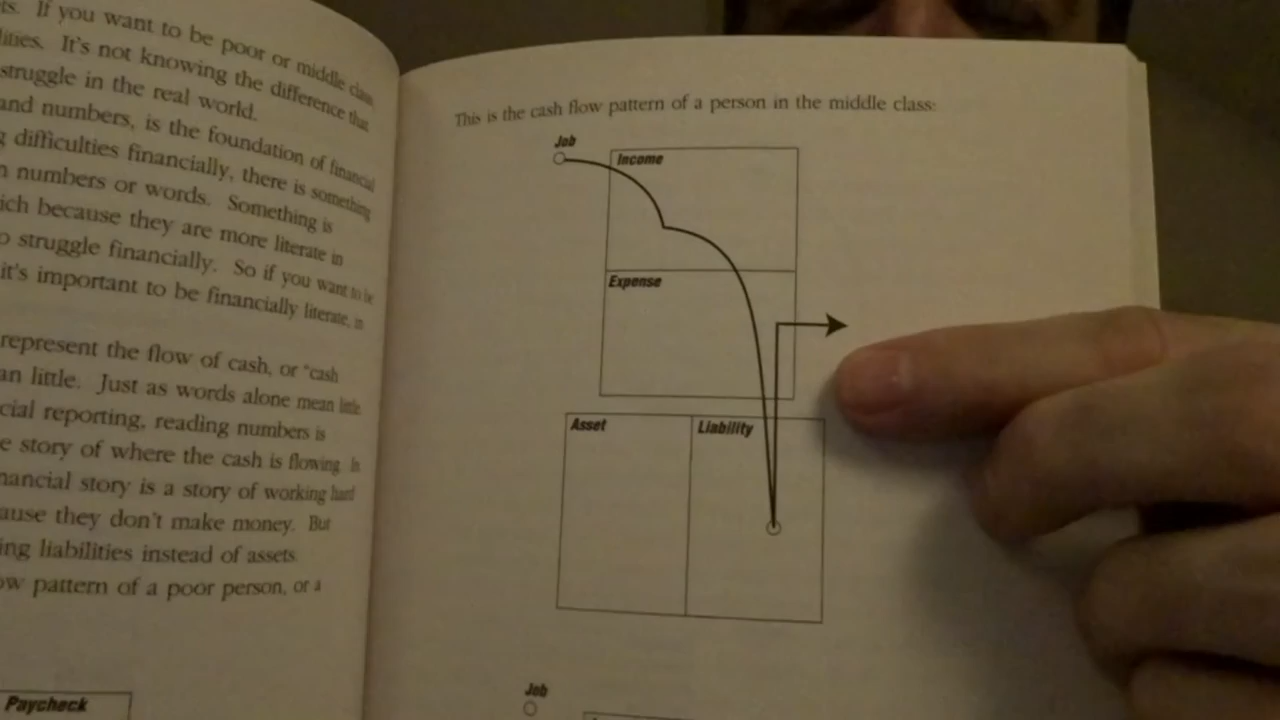 ts. If you want to be poor or middle class,
lities. It's not knowing the difference that
struggle in the real world.
and numbers, is the foundation of financial
g difficulties financially, there is something
n numbers or words. Something is
ich because they are more literate in
o struggle financially. So if you want to be
it's important to be financially literate, in
represent the flow of cash, or "cash
an little. Just as words alone mean little
cial reporting, reading numbers is
e story of where the cash is flowing. In
nancial story is a story of working hard
ause they don't make money. But
ing liabilities instead of assets.
ow pattern of a poor person, or a
Paycheck
This is the cash flow pattern of a person in the middle class:
Job
Income
Expense
Asset
Liability
Job